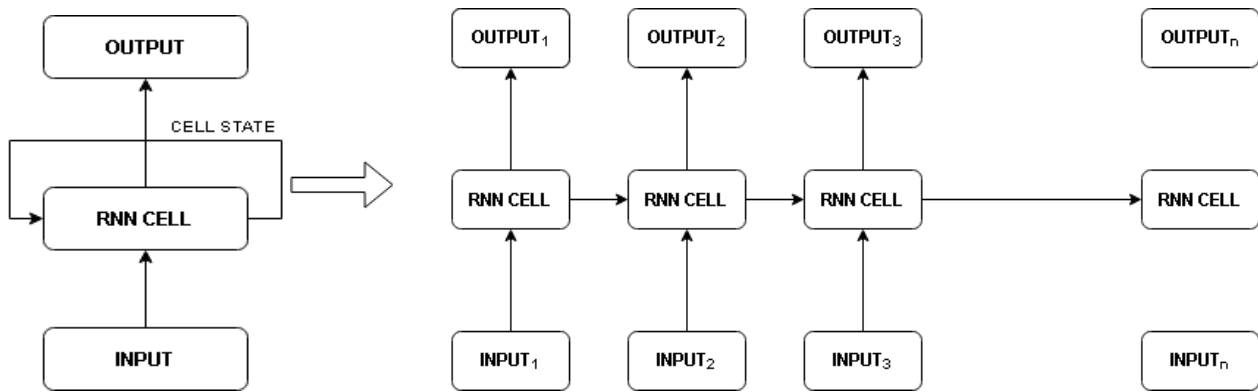 OUTPUT
CELL STATE
RNN CELL
INPUT
OUTPUT₁
OUTPUT₂
OUTPUT₃
OUTPUTₙ
RNN CELL
RNN CELL
RNN CELL
RNN CELL
INPUT₁
INPUT₂
INPUT₃
INPUTₙ